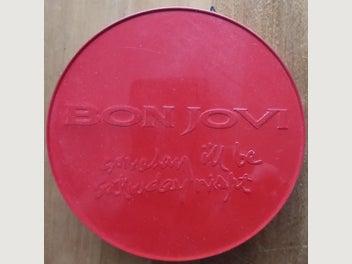 BON JOVI
someday i'll be
saturday night